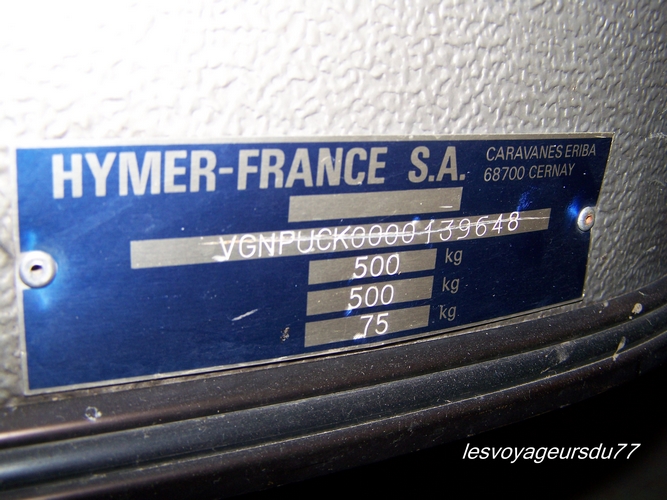 HYMER-FRANCE S.A.
CARAVANES ERIBA
68700 CERNAY
VGNPUCK0000139648
500 kg
500 kg
75 kg
lesvoyageursdu77